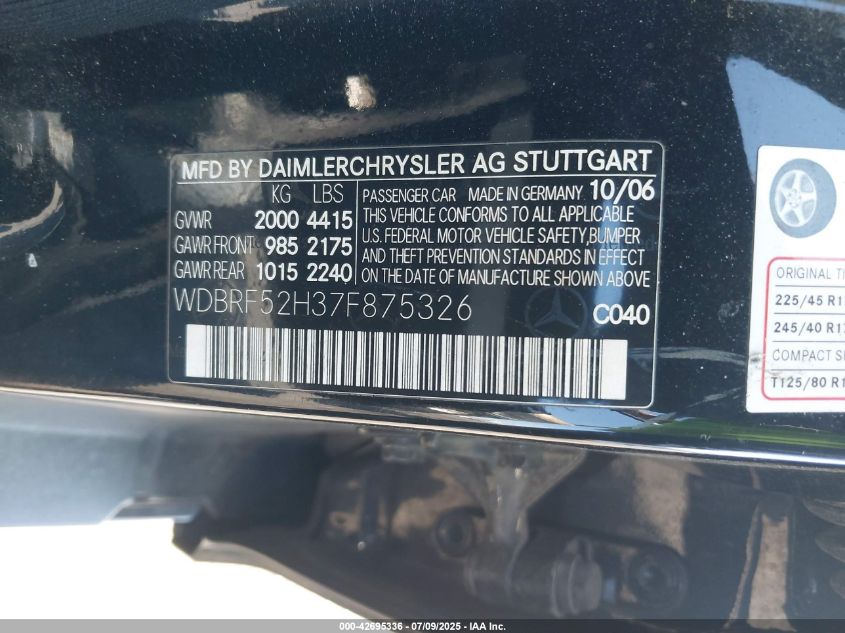 MFD BY DAIMLERCHRYSLER AG STUTTGART
KG LBS
GVWR 2000 4415
GAWR FRONT 985 2175
GAWR REAR 1015 2240
PASSENGER CAR MADE IN GERMANY 10/06
THIS VEHICLE CONFORMS TO ALL APPLICABLE
U.S. FEDERAL MOTOR VEHICLE SAFETY,BUMPER
AND THEFT PREVENTION STANDARDS IN EFFECT
ON THE DATE OF MANUFACTURE SHOWN ABOVE
WDBRF52H37F875326
C040
ORIGINAL
225/45
245/40
COMPACT
T125/80
000-42695336 - 07/09/2025 - IAA Inc.